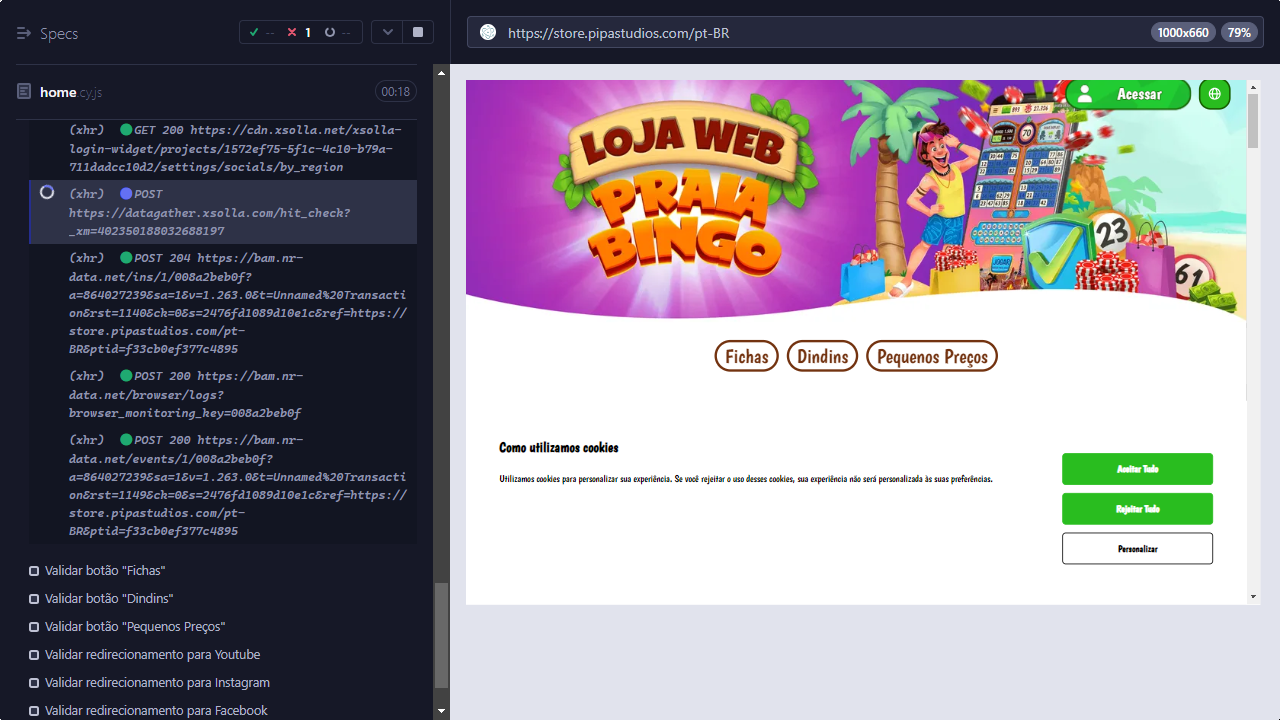 Specs
--
1
--
https://store.pipastudios.com/pt-BR
1000x660
79%
home.cy.js
00:18
(xhr) GET 200 https://cdn.xsolla.net/xsolla-
login-widget/projects/1572ef75-5f1c-4c10-b79a-
711dadcc10d2/settings/socials/by_region
(xhr) POST
https://datagather.xsolla.com/hit_check?
_xm=402350188032688197
(xhr) POST 204 https://bam.nr-
data.net/ins/1/008a2beb0f?
a=864027239&sa=1&v=1.263.0&t=Unnamed%20Transacti
on&rst=1140&ck=0&s=2476fd1089d10e1c&ref=https://
store.pipastudios.com/pt-
BR&ptid=f33cb0ef377c4895
(xhr) POST 200 https://bam.nr-
data.net/browser/logs?
browser_monitoring_key=008a2beb0f
(xhr) POST 200 https://bam.nr-
data.net/events/1/008a2beb0f?
a=864027239&sa=1&v=1.263.0&t=Unnamed%20Transacti
on&rst=1149&ck=0&s=2476fd1089d10e1c&ref=https://
store.pipastudios.com/pt-
BR&ptid=f33cb0ef377c4895
Validar botão "Fichas"
Validar botão "Dindins"
Validar botão "Pequenos Preços"
Validar redirecionamento para Youtube
Validar redirecionamento para Instagram
Validar redirecionamento para Facebook
Acessar
LOJA WEB
PRAIA
BINGO
70
23
61
JOGAR
Fichas
Dindins
Pequenos Preços
Como utilizamos cookies
Utilizamos cookies para personalizar sua experiência. Se você rejeitar o uso desses cookies, sua experiência não será personalizada às suas preferências.
Aceitar Tudo
Rejeitar Tudo
Personalizar